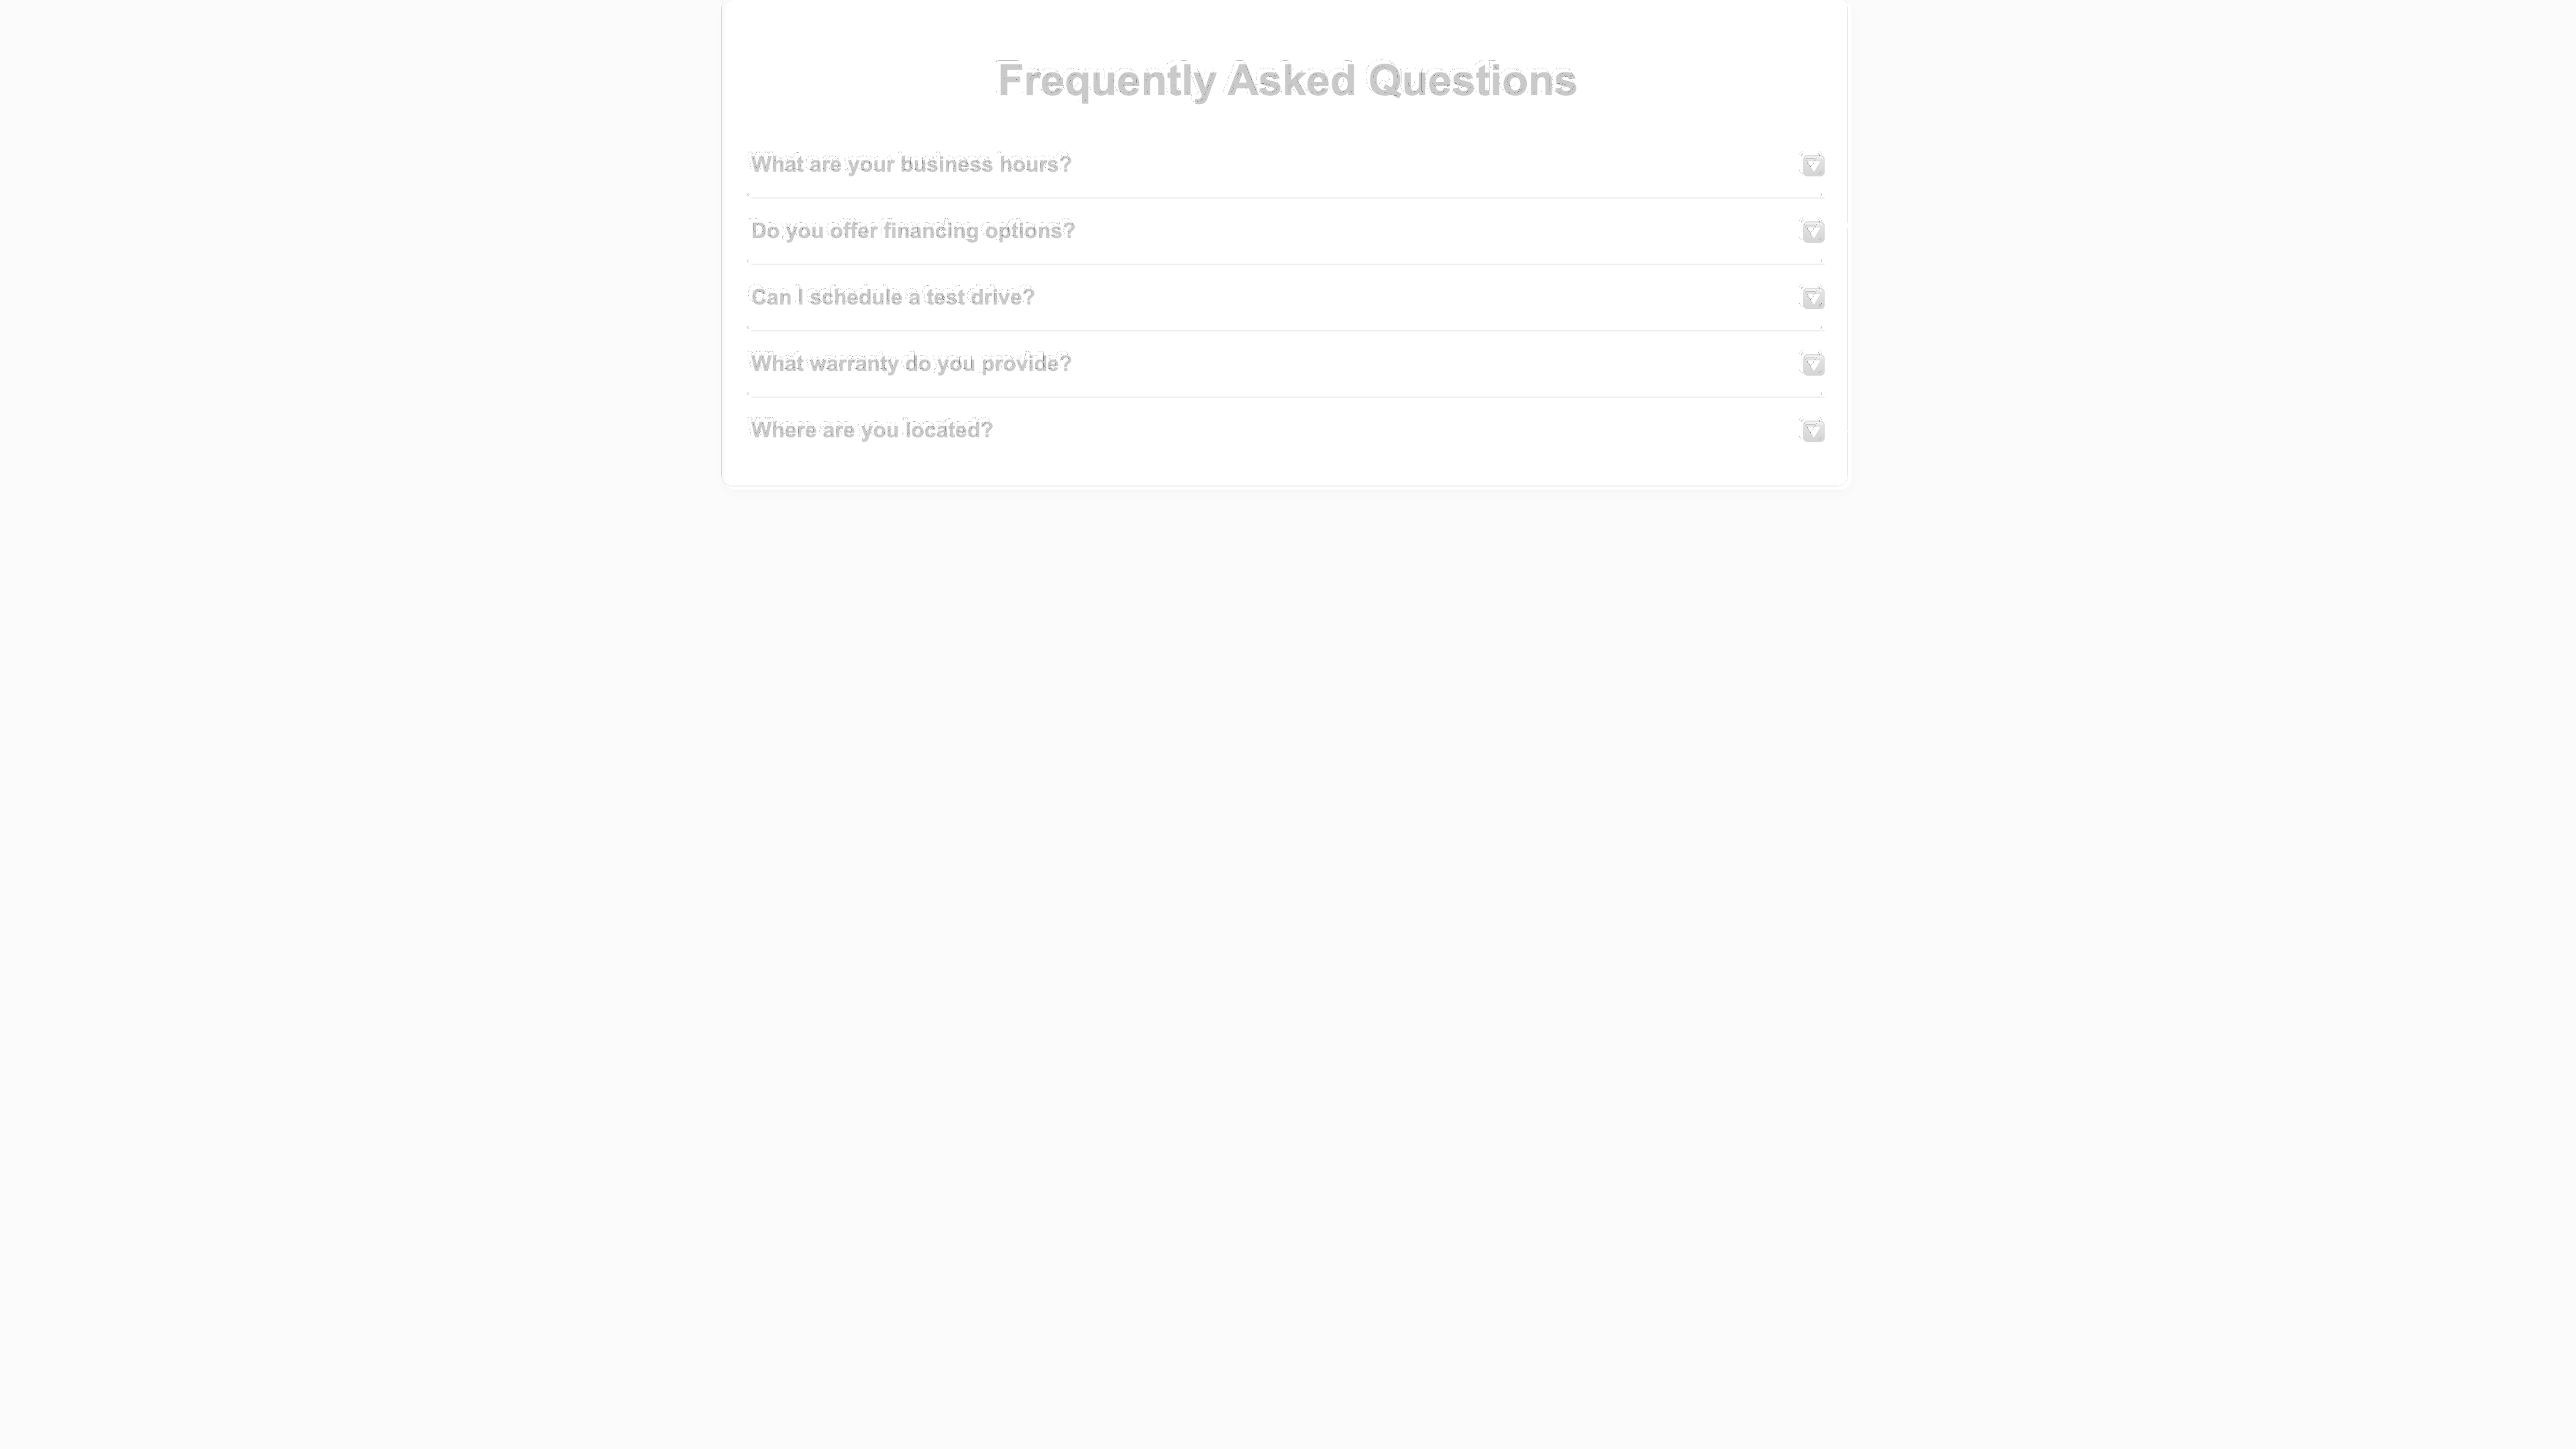 Frequently Asked Questions
What are your business hours?
Do you offer financing options?
Can I schedule a test drive?
What warranty do you provide?
Where are you located?